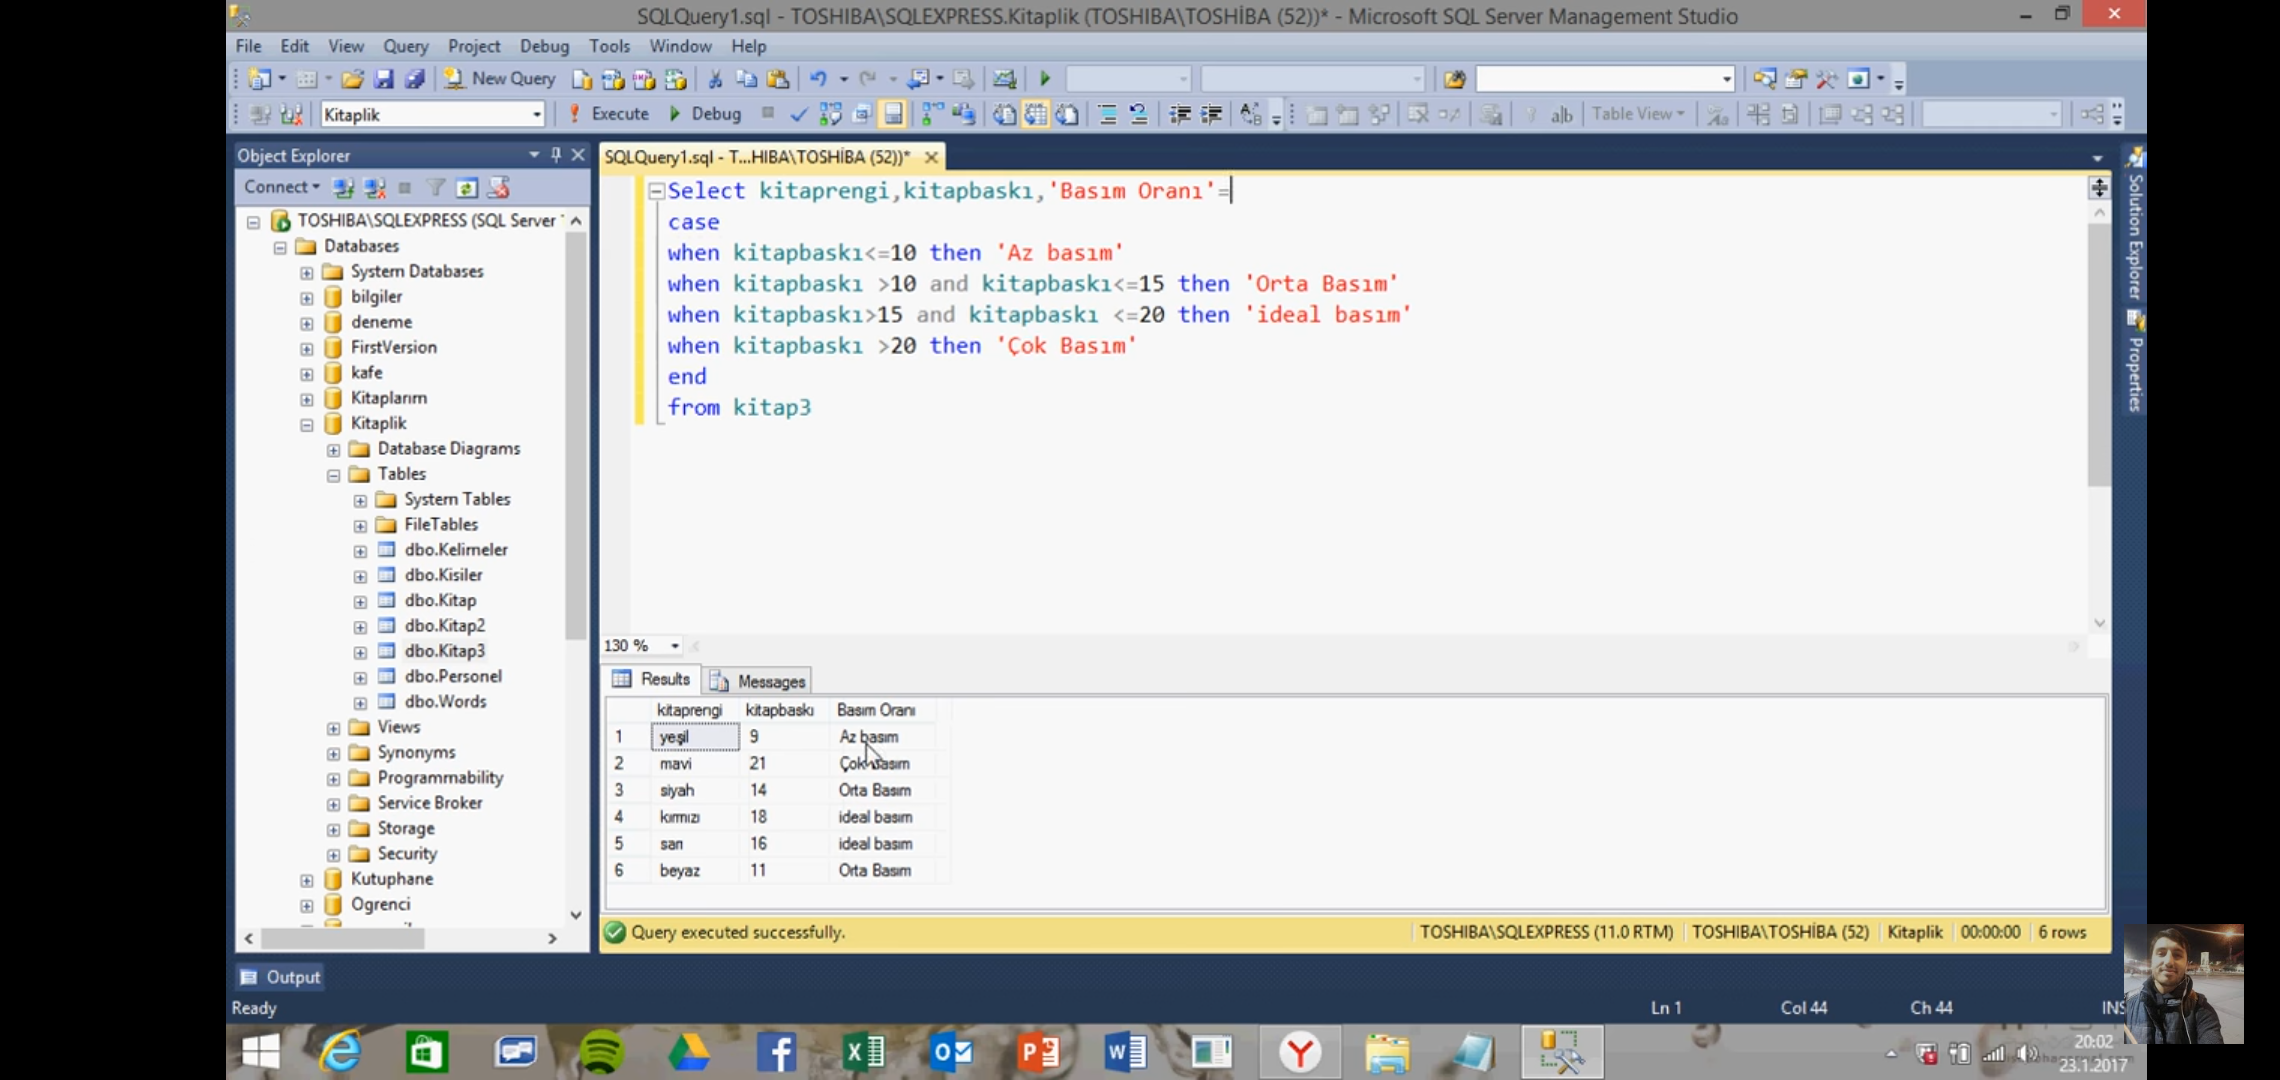 SQLQuery1.sql - TOSHIBA\SQLEXPRESS.Kitaplik (TOSHIBA\TOSHİBA (52))* - Microsoft SQL Server Management Studio
File Edit View Query Project Debug Tools Window Help
New Query
Kitaplik Execute Debug Table View
Object Explorer
Connect
TOSHIBA\SQLEXPRESS (SQL Server
Databases
System Databases
bilgiler
deneme
FirstVersion
kafe
Kitaplarım
Kitaplik
Database Diagrams
Tables
System Tables
FileTables
dbo.Kelimeler
dbo.Kisiler
dbo.Kitap
dbo.Kitap2
dbo.Kitap3
dbo.Personel
dbo.Words
Views
Synonyms
Programmability
Service Broker
Storage
Security
Kutuphane
Ogrenci
SQLQuery1.sql - T...HIBA\TOSHİBA (52))*
Select kitaprengi,kitapbaskı,'Basım Oranı'=
case
when kitapbaskı<=10 then 'Az basım'
when kitapbaskı >10 and kitapbaskı<=15 then 'Orta Basım'
when kitapbaskı>15 and kitapbaskı <=20 then 'ideal basım'
when kitapbaskı >20 then 'Çok Basım'
end
from kitap3
130 %
Results Messages
kitaprengi kitapbaskı Basım Oranı
1 yeşil 9 Az basım
2 mavi 21 Çok Basım
3 siyah 14 Orta Basım
4 kırmızı 18 ideal basım
5 sarı 16 ideal basım
6 beyaz 11 Orta Basım
Query executed successfully. TOSHIBA\SQLEXPRESS (11.0 RTM) TOSHIBA\TOSHİBA (52) Kitaplik 00:00:00 6 rows
Solution Explorer
Properties
Output
Ready Ln 1 Col 44 Ch 44 INS
20:02
23.1.2017